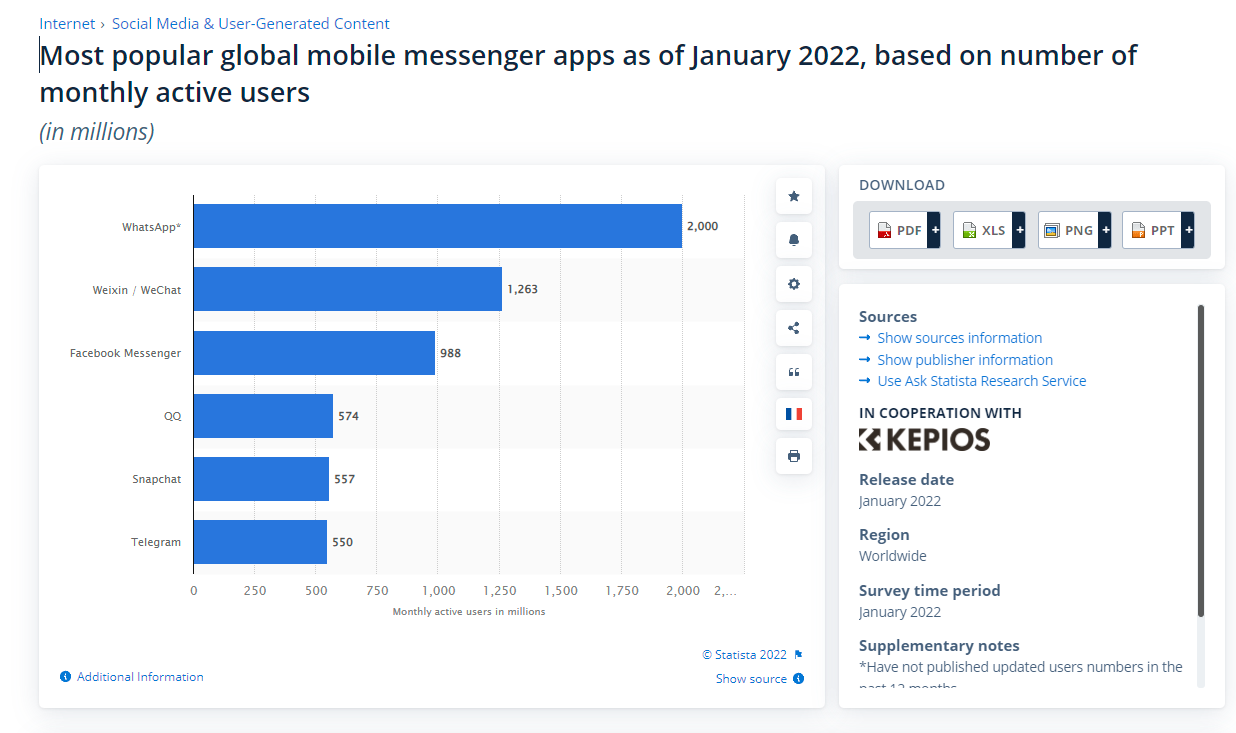 Internet › Social Media & User-Generated Content
Most popular global mobile messenger apps as of January 2022, based on number of
monthly active users
(in millions)
WhatsApp* 2,000
Weixin / WeChat 1,263
Facebook Messenger 988
QQ 574
Snapchat 557
Telegram 550
0 250 500 750 1,000 1,250 1,500 1,750 2,000 2,...
Monthly active users in millions
© Statista 2022
Additional Information
Show source
DOWNLOAD
PDF + XLS + PNG + PPT +
Sources
→ Show sources information
→ Show publisher information
→ Use Ask Statista Research Service
IN COOPERATION WITH
KEPIOS
Release date
January 2022
Region
Worldwide
Survey time period
January 2022
Supplementary notes
*Have not published updated users numbers in the
past 12 months